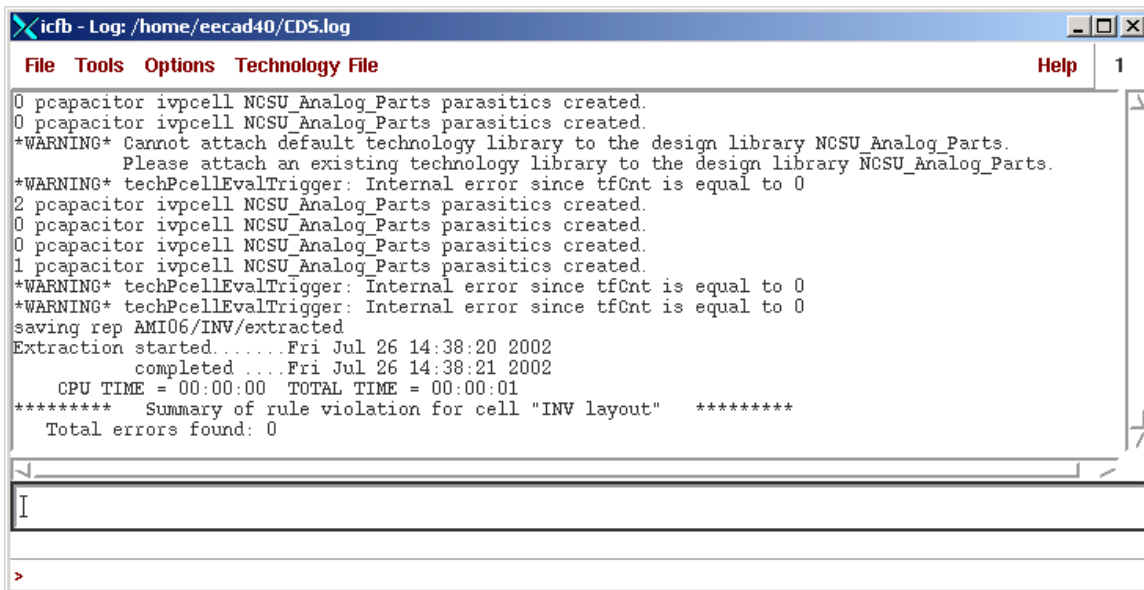 icfb - Log: /home/eecad40/CDS.log
File Tools Options Technology File Help 1
0 pcapacitor ivpcell NCSU_Analog_Parts parasitics created.
0 pcapacitor ivpcell NCSU_Analog_Parts parasitics created.
*WARNING* Cannot attach default technology library to the design library NCSU_Analog_Parts.
Please attach an existing technology library to the design library NCSU_Analog_Parts.
*WARNING* techPcellEvalTrigger: Internal error since tfCnt is equal to 0
2 pcapacitor ivpcell NCSU_Analog_Parts parasitics created.
0 pcapacitor ivpcell NCSU_Analog_Parts parasitics created.
0 pcapacitor ivpcell NCSU_Analog_Parts parasitics created.
1 pcapacitor ivpcell NCSU_Analog_Parts parasitics created.
*WARNING* techPcellEvalTrigger: Internal error since tfCnt is equal to 0
*WARNING* techPcellEvalTrigger: Internal error since tfCnt is equal to 0
saving rep AMI06/INV/extracted
Extraction started.......Fri Jul 26 14:38:20 2002
completed ....Fri Jul 26 14:38:21 2002
CPU TIME = 00:00:00 TOTAL TIME = 00:00:01
********* Summary of rule violation for cell "INV layout" *********
Total errors found: 0
>